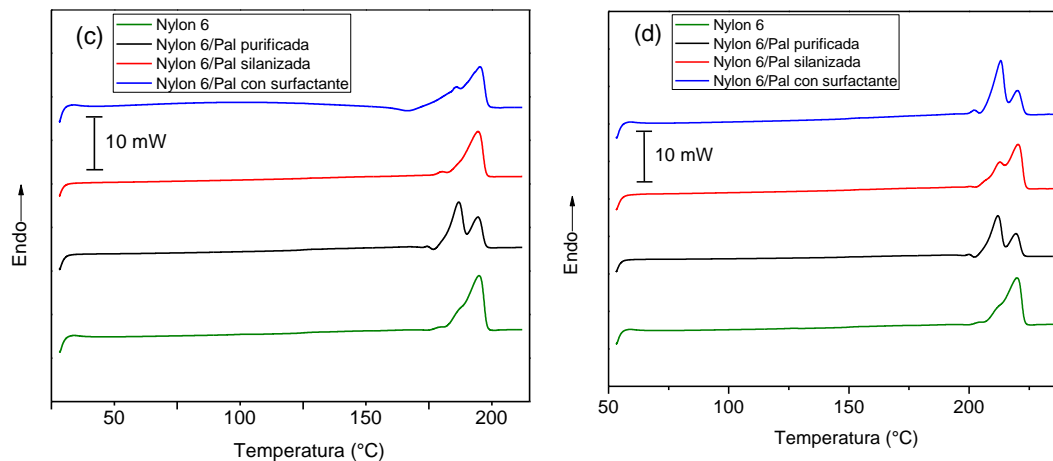 (c)
Nylon 6
Nylon 6/Pal purificada
Nylon 6/Pal silanizada
Nylon 6/Pal con surfactante
10 mW
Endo
50
100
150
200
Temperatura (°C)
(d)
Nylon 6
Nylon 6/Pal purificada
Nylon 6/Pal silanizada
Nylon 6/Pal con surfactante
10 mW
Endo
50
100
150
200
Temperatura (°C)